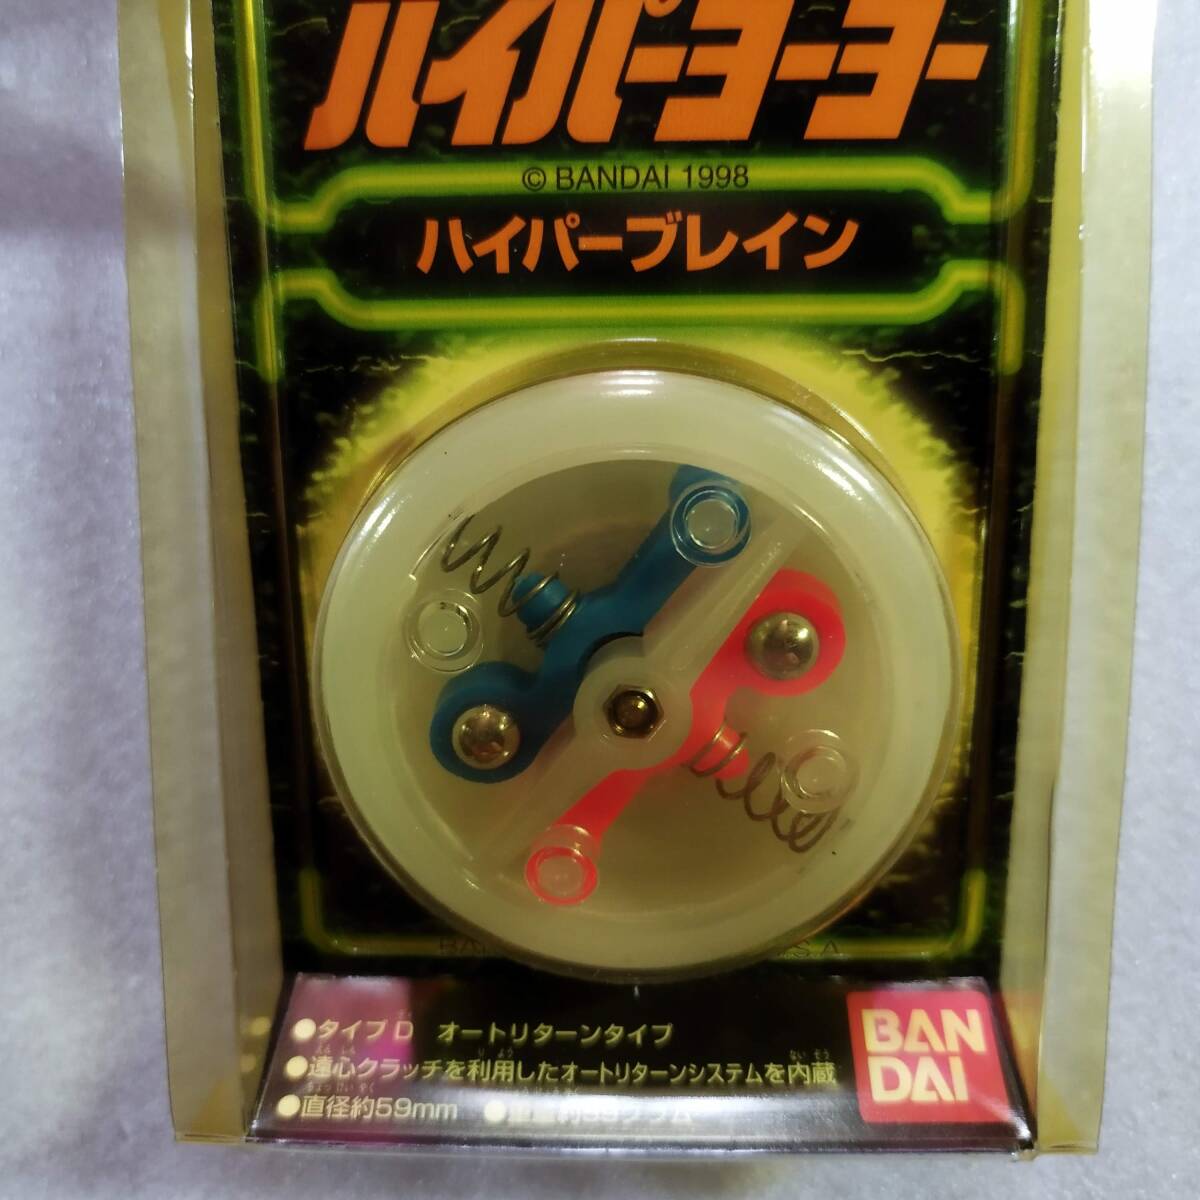 ハイパーヨーヨー
© BANDAI 1998
ハイパーブレイン
S.A.
●タイプD オートリターンタイプ
●遠心クラッチを利用したオートリターンシステムを内蔵
●直径約59mm
BAN
DAI